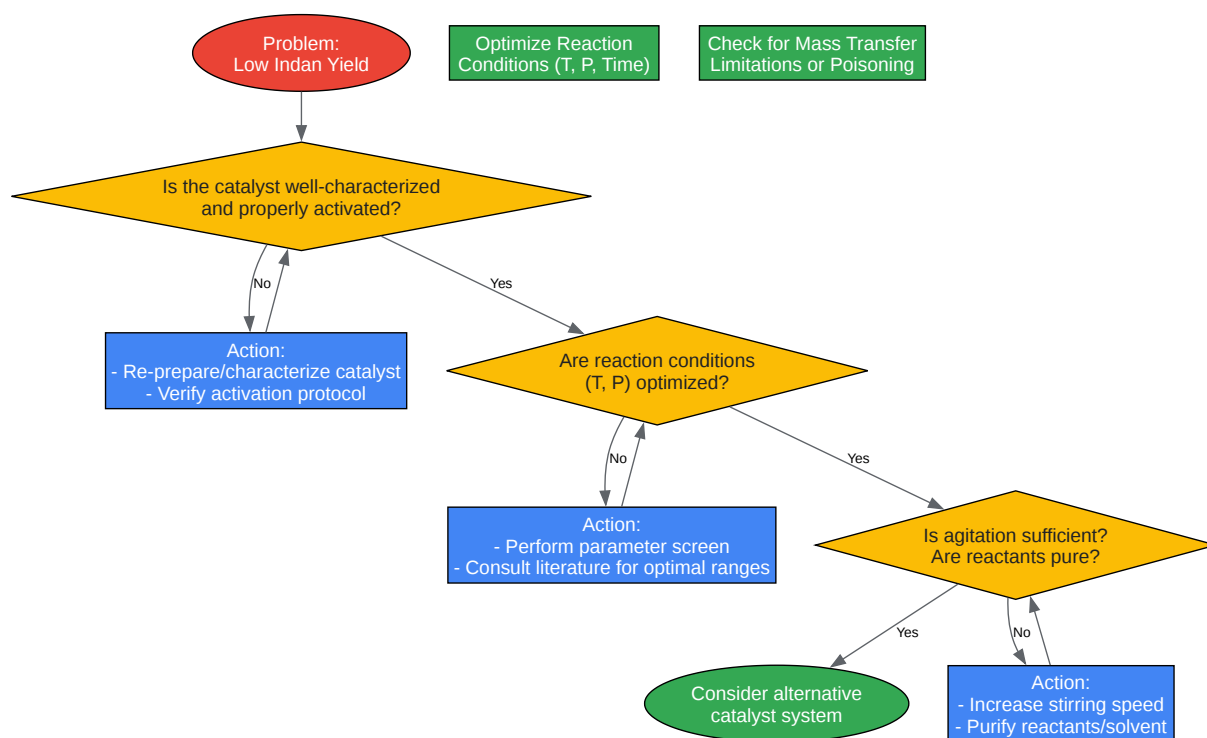 Problem:
Low Indan Yield
Optimize Reaction
Conditions (T, P, Time)
Check for Mass Transfer
Limitations or Poisoning
Is the catalyst well-characterized
and properly activated?
No
Yes
Action:
- Re-prepare/characterize catalyst
- Verify activation protocol
Are reaction conditions
(T, P) optimized?
No
Yes
Action:
- Perform parameter screen
- Consult literature for optimal ranges
Is agitation sufficient?
Are reactants pure?
Yes
No
Consider alternative
catalyst system
Action:
- Increase stirring speed
- Purify reactants/solvent